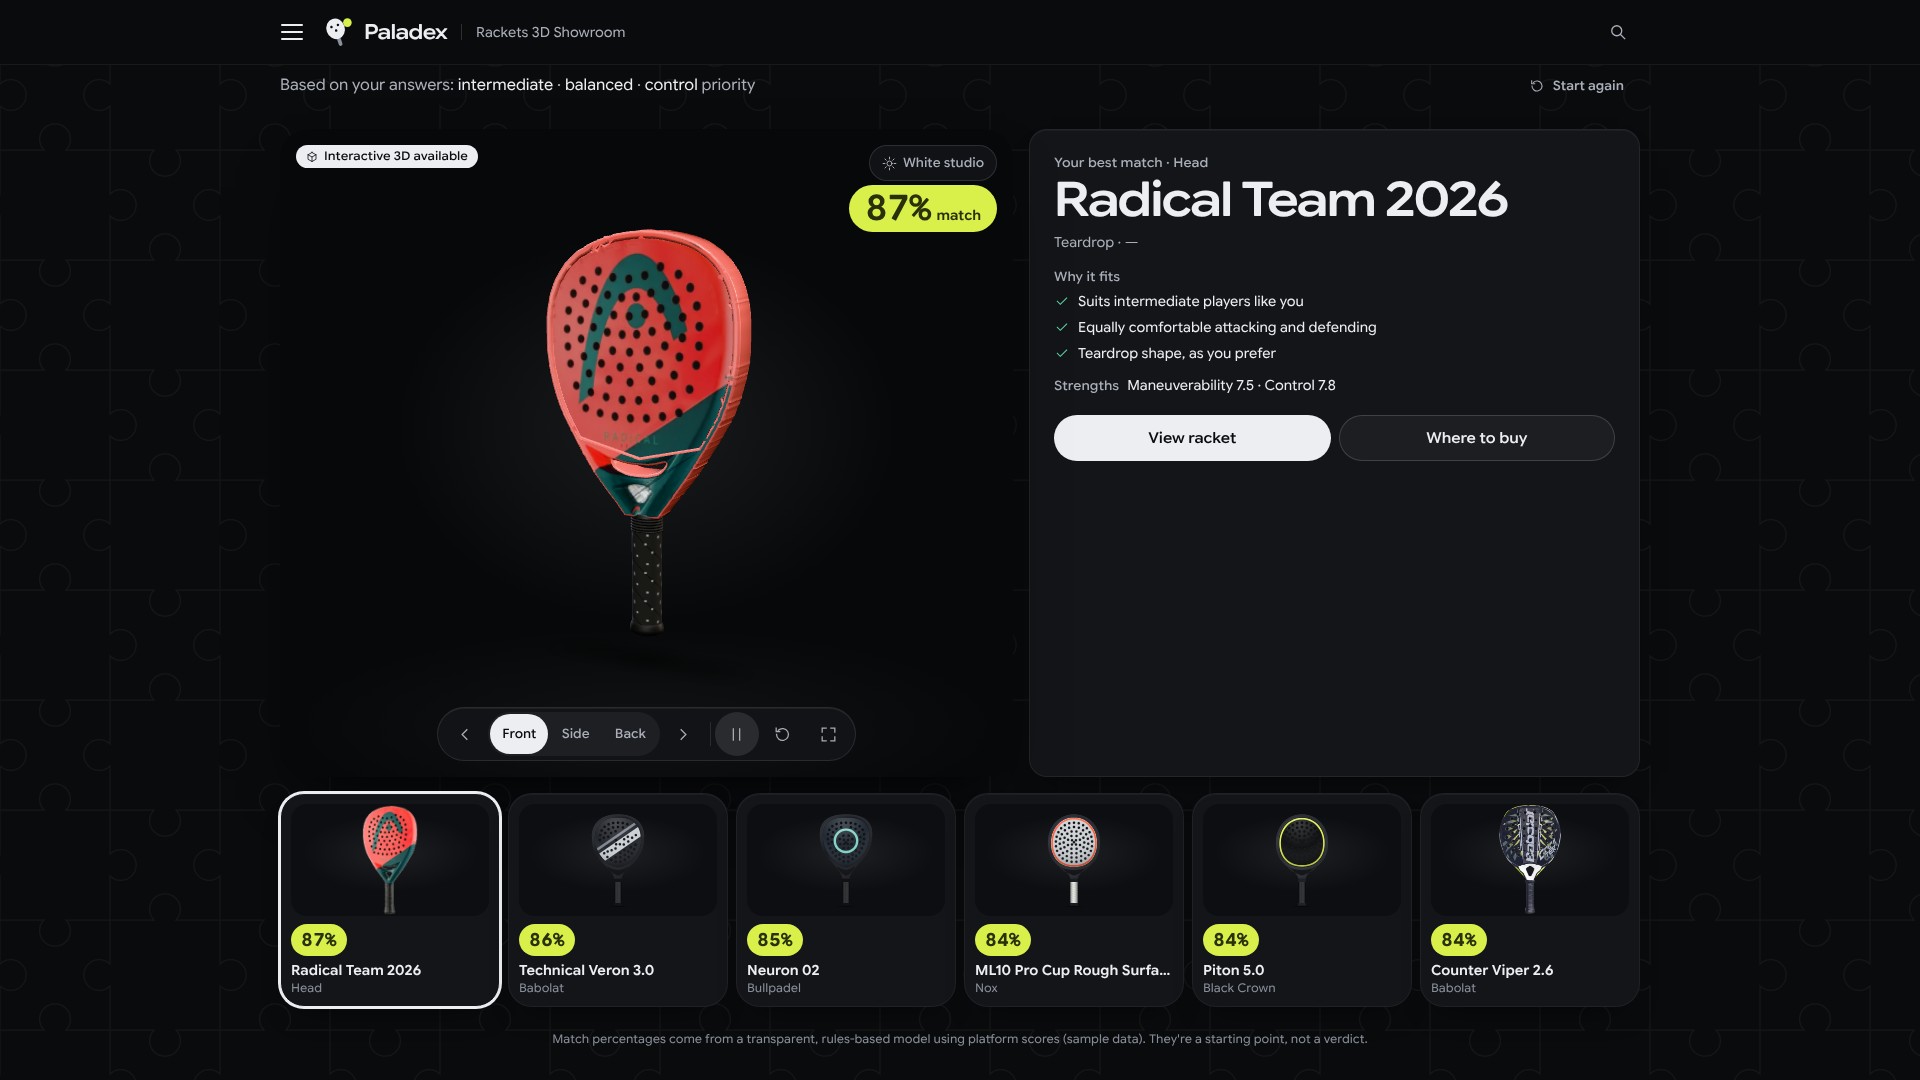 Paladex
Rackets 3D Showroom
Based on your answers: intermediate · balanced · control priority
Start again
Interactive 3D available
White studio
87% match
RADICAL
Front
Side
Back
Your best match · Head
Radical Team 2026
Teardrop · —
Why it fits
Suits intermediate players like you
Equally comfortable attacking and defending
Teardrop shape, as you prefer
Strengths Maneuverability 7.5 · Control 7.8
View racket
Where to buy
87%
Radical Team 2026
Head
86%
Technical Veron 3.0
Babolat
85%
Neuron 02
Bullpadel
84%
ML10 Pro Cup Rough Surfa...
Nox
84%
Piton 5.0
Black Crown
84%
Counter Viper 2.6
Babolat
Match percentages come from a transparent, rules-based model using platform scores (sample data). They're a starting point, not a verdict.